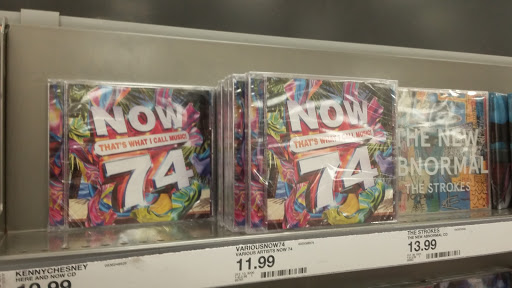 NOW
THAT'S WHAT I CALL MUSIC!
74
NOW
THAT'S WHAT I CALL MUSIC!
74
THE NEW
ABNORMAL
THE STROKES
KENNYCHESNEY
HERE AND NOW CD
VARIOUSNOW74
VARIOUS ARTISTS NOW 74
11.99
THE STROKES
THE NEW ABNORMAL CD
13.99